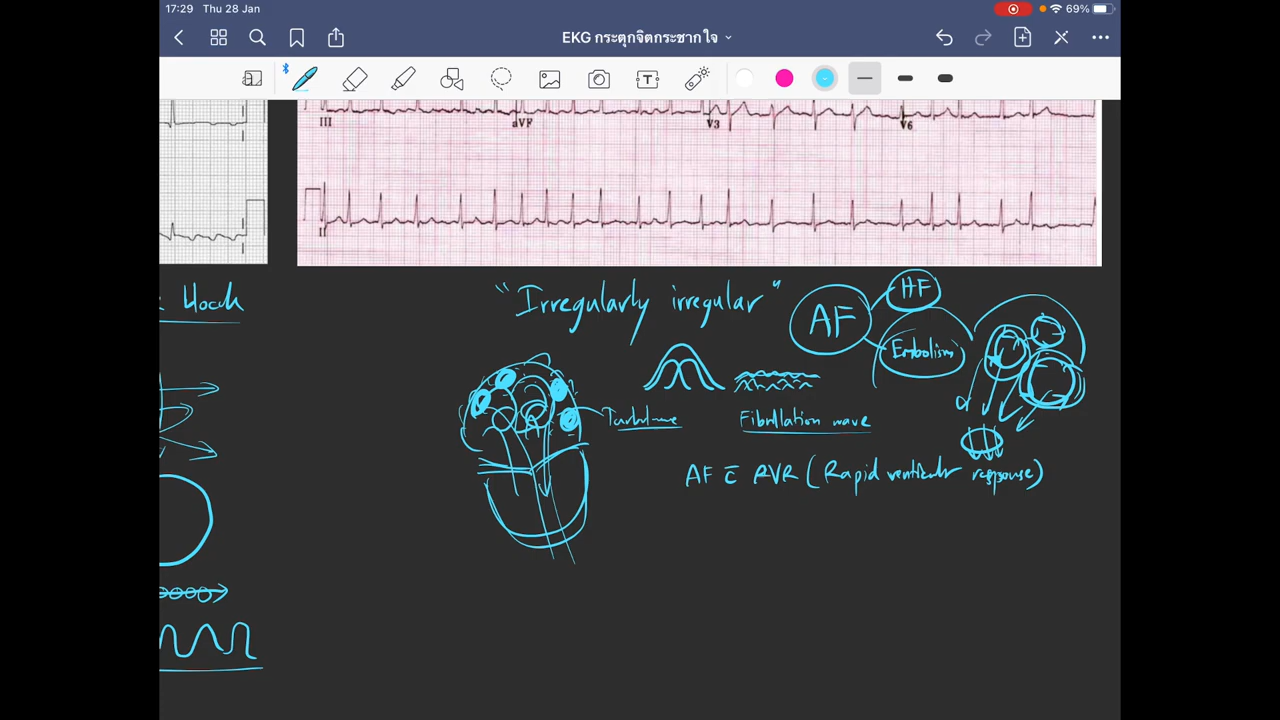 17:29 Thu 28 Jan
69%
EKG กระตุกจิตกระชากใจ
III aVF V3 V6
II
block
"Irregularly irregular"
AF
HF
Embolism
Fibrillation wave
AF c̄ RVR (Rapid venticular response)